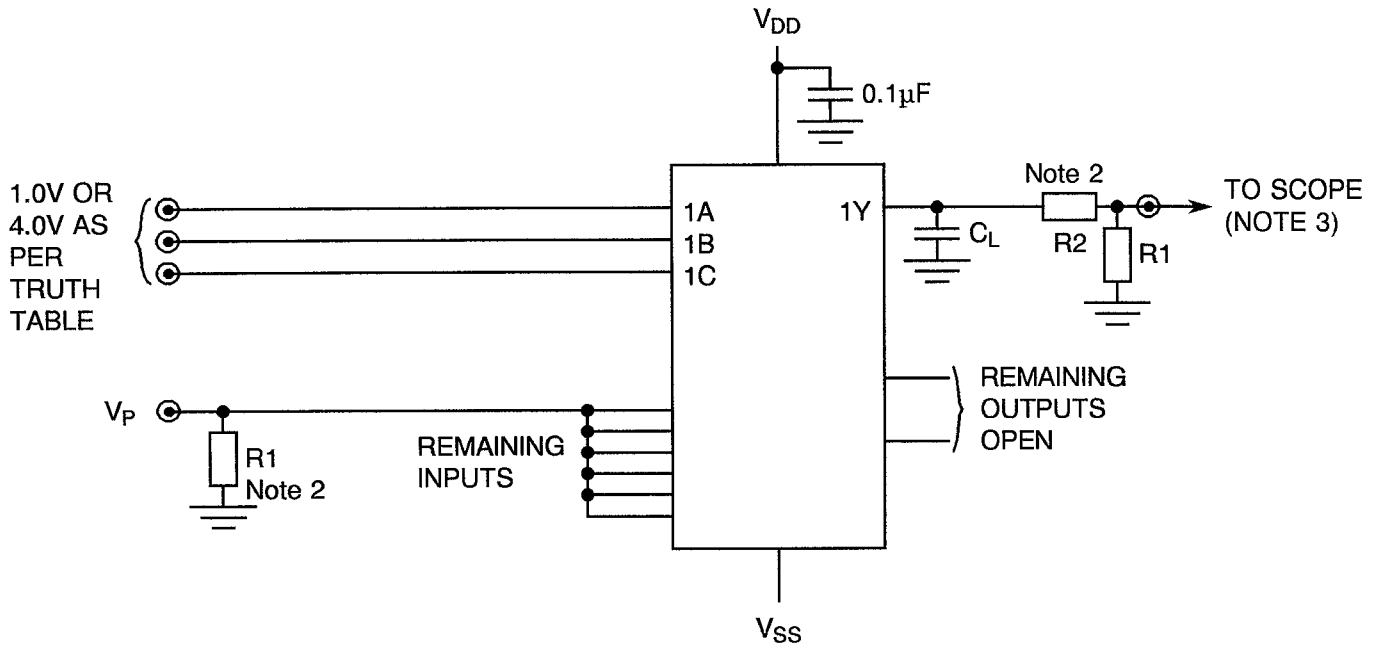 VDD
0.1µF
1.0V OR
4.0V AS
PER
TRUTH
TABLE
1A
1B
1C
1Y
CL
Note 2
R2
R1
TO SCOPE
(NOTE 3)
VP
R1
Note 2
REMAINING
INPUTS
REMAINING
OUTPUTS
OPEN
VSS